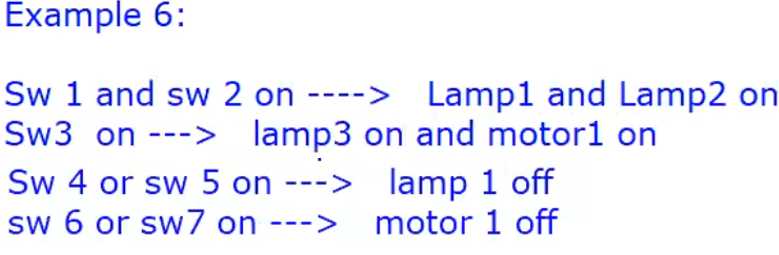 Example 6:
Sw 1 and sw 2 on ----> Lamp1 and Lamp2 on
Sw3 on ---> lamp3 on and motor1 on
Sw 4 or sw 5 on ---> lamp 1 off
sw 6 or sw7 on ---> motor 1 off